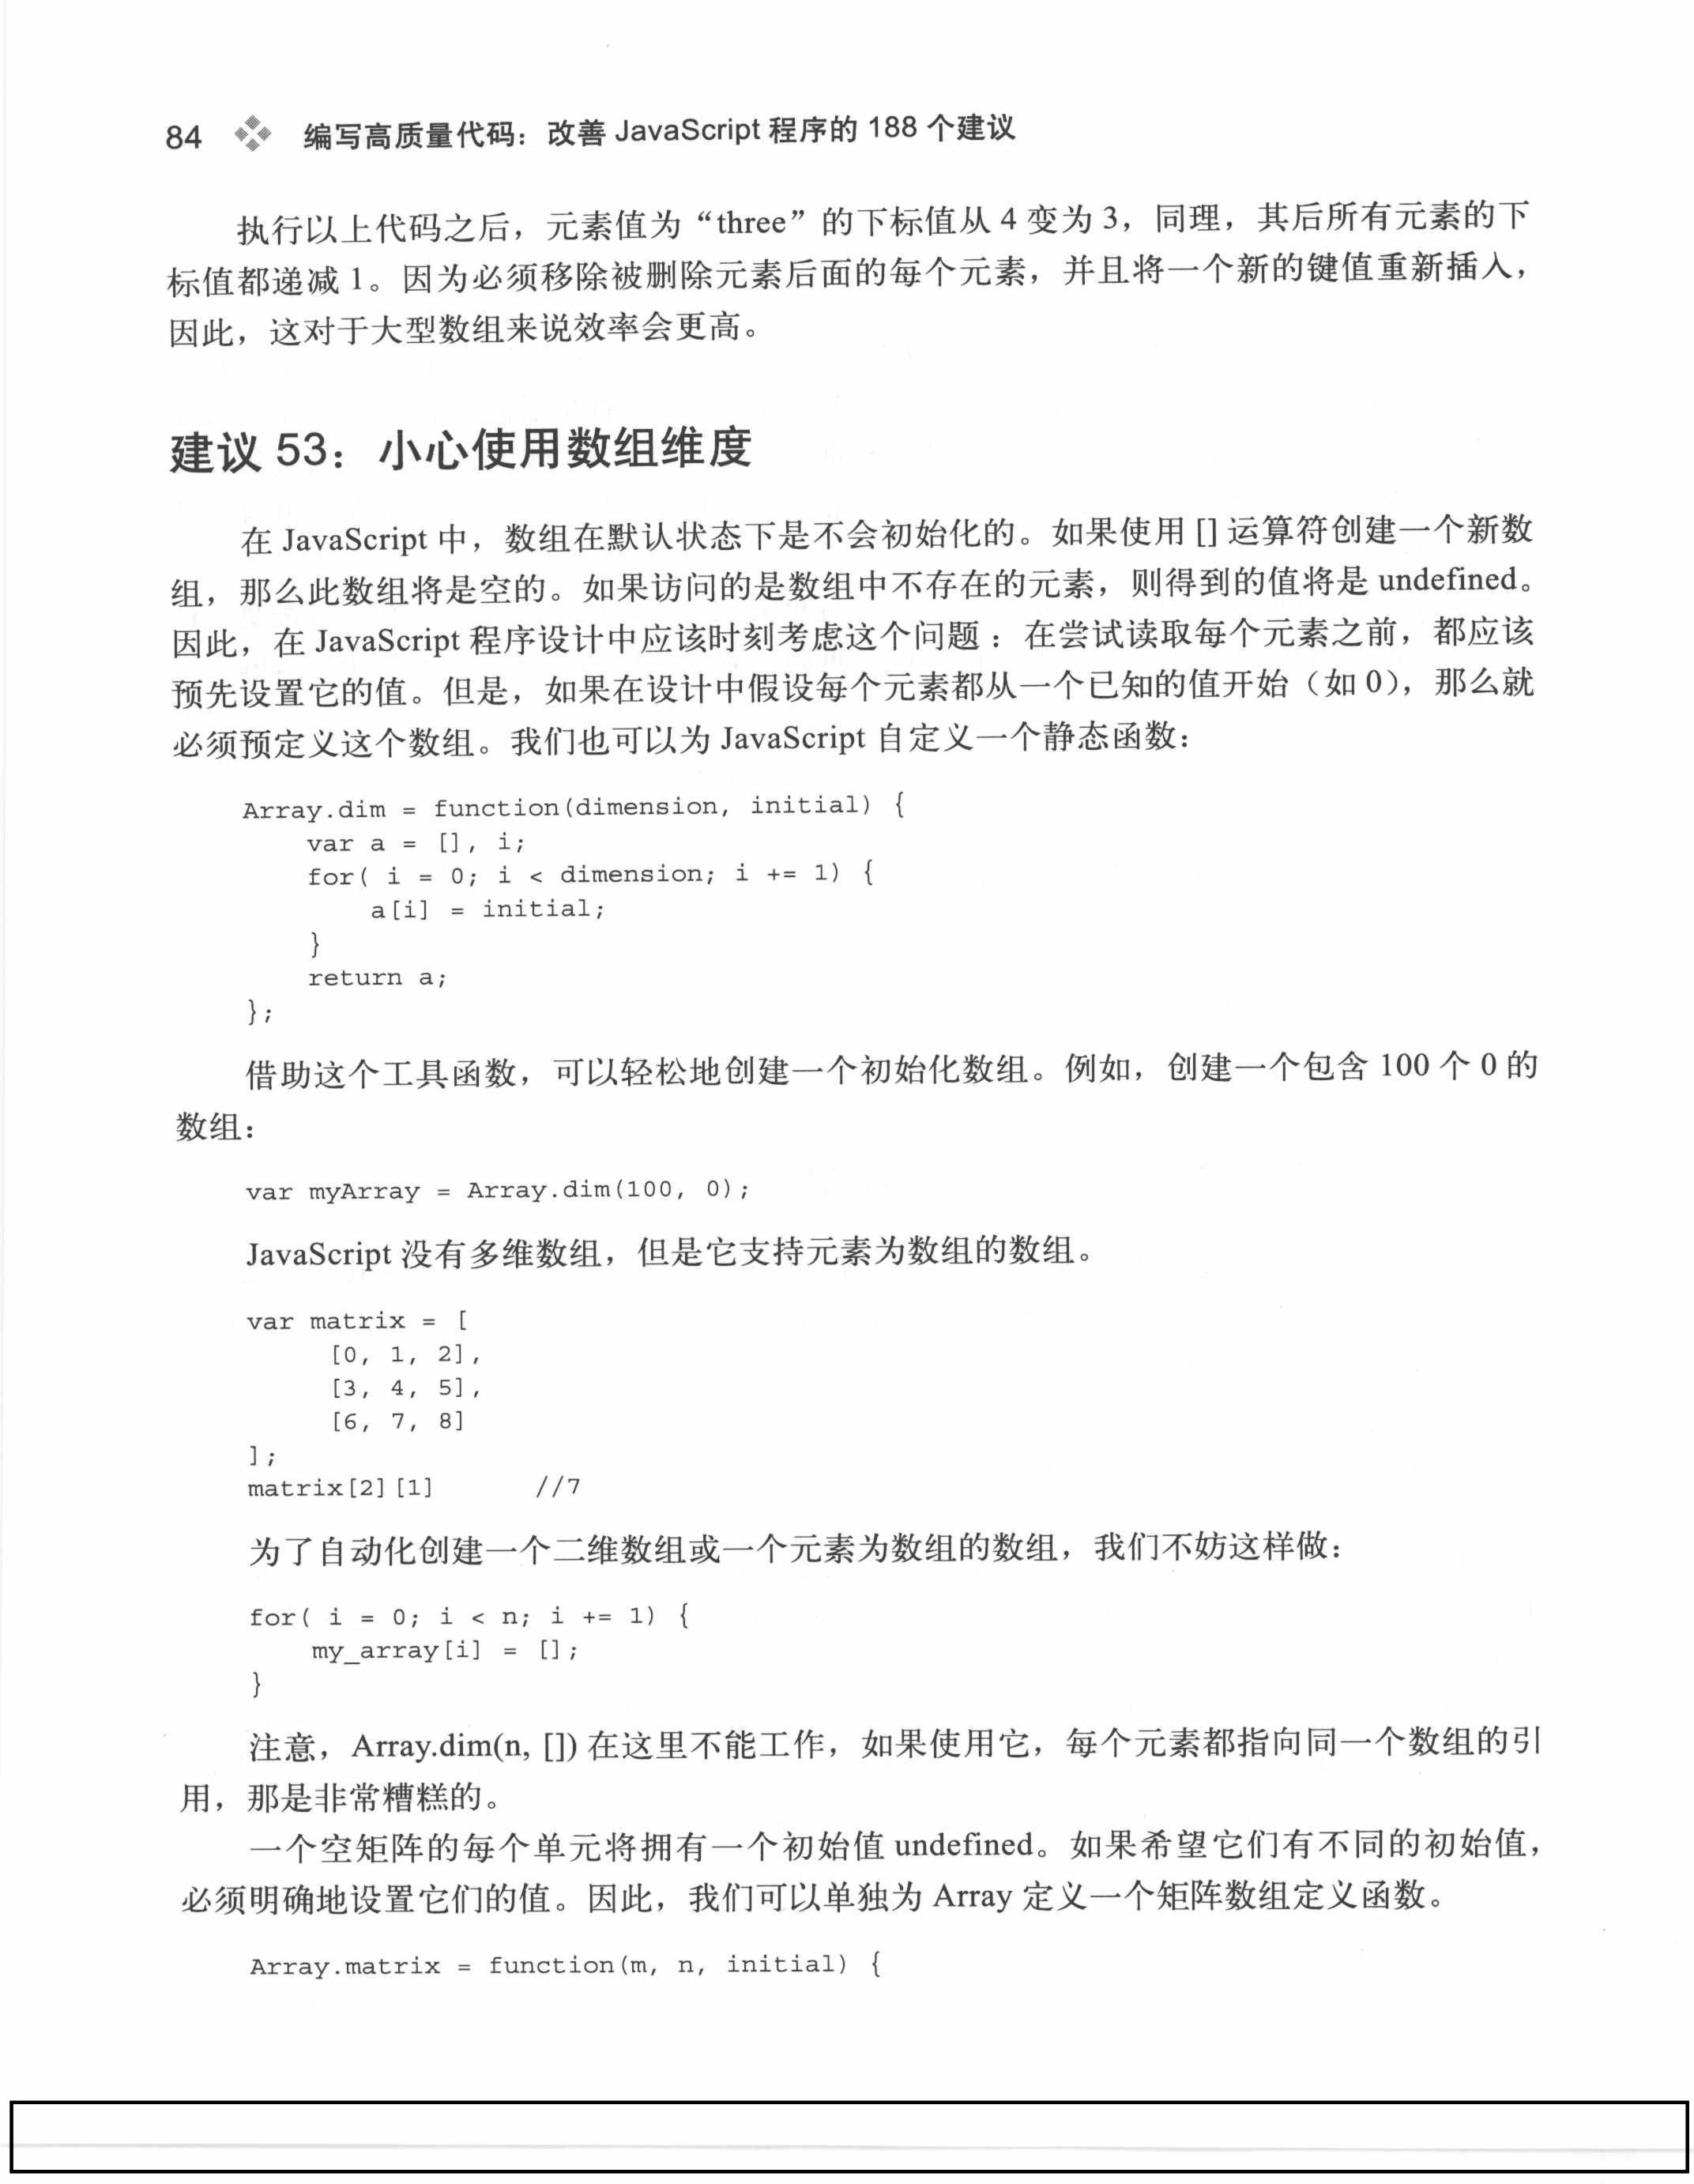 84 编写高质量代码：改善 JavaScript 程序的 188 个建议
执行以上代码之后，元素值为“three”的下标值从 4 变为 3，同理，其后所有元素的下
标值都递减 1。因为必须移除被删除元素后面的每个元素，并且将一个新的键值重新插入，
因此，这对于大型数组来说效率会更高。
建议 53：小心使用数组维度
在 JavaScript 中，数组在默认状态下是不会初始化的。如果使用 [] 运算符创建一个新数
组，那么此数组将是空的。如果访问的是数组中不存在的元素，则得到的值将是 undefined。
因此，在 JavaScript 程序设计中应该时刻考虑这个问题：在尝试读取每个元素之前，都应该
预先设置它的值。但是，如果在设计中假设每个元素都从一个已知的值开始（如 0），那么就
必须预定义这个数组。我们也可以为 JavaScript 自定义一个静态函数：
Array.dim = function(dimension, initial) {
    var a = [], i;
    for( i = 0; i < dimension; i += 1) {
        a[i] = initial;
    }
    return a;
};
借助这个工具函数，可以轻松地创建一个初始化数组。例如，创建一个包含 100 个 0 的
数组：
var myArray = Array.dim(100, 0);
JavaScript 没有多维数组，但是它支持元素为数组的数组。
var matrix = [
     [0, 1, 2],
     [3, 4, 5],
     [6, 7, 8]
];
matrix[2][1]      //7
为了自动化创建一个二维数组或一个元素为数组的数组，我们不妨这样做：
for( i = 0; i < n; i += 1) {
    my_array[i] = [];
}
注意，Array.dim(n, []) 在这里不能工作，如果使用它，每个元素都指向同一个数组的引
用，那是非常糟糕的。
一个空矩阵的每个单元将拥有一个初始值 undefined。如果希望它们有不同的初始值，
必须明确地设置它们的值。因此，我们可以单独为 Array 定义一个矩阵数组定义函数。
Array.matrix = function(m, n, initial) {